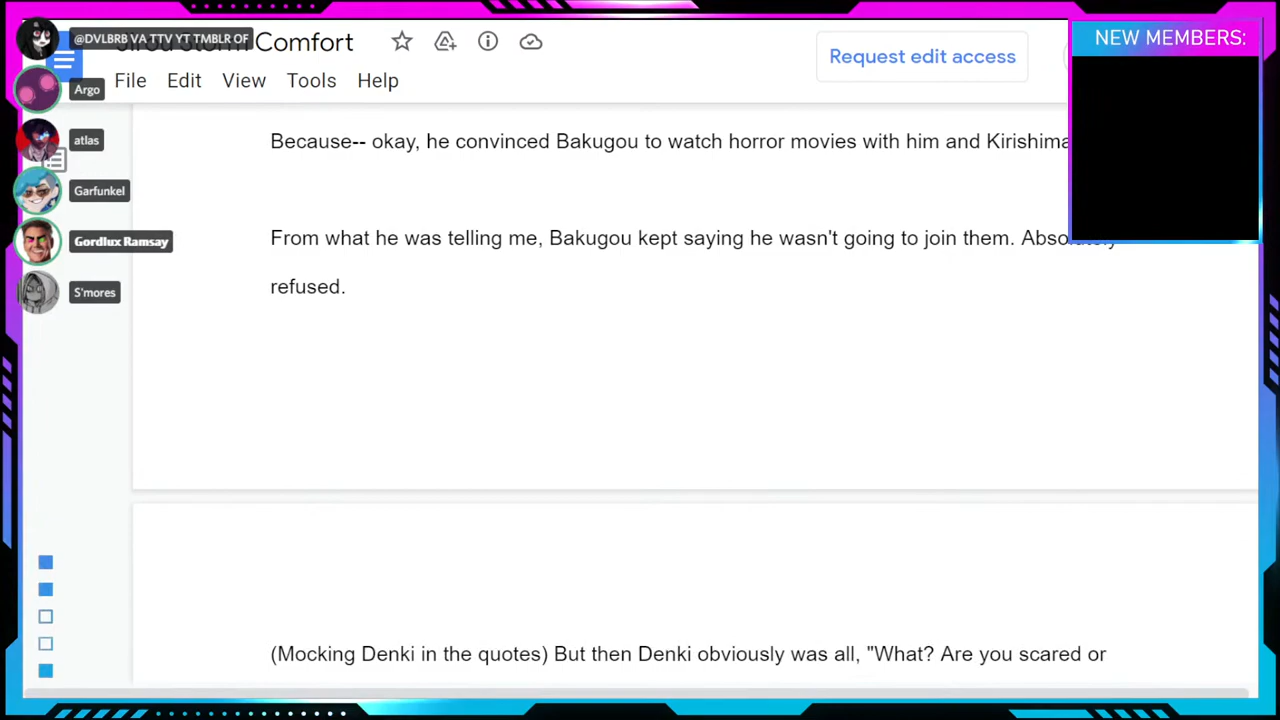 @DVLBRB VA TTV YT TMBLR OF
NEW MEMBERS:
Comfort
Request edit access
File Edit View Tools Help
Argo
atlas
Garfunkel
Gordlux Ramsay
S'mores
Because-- okay, he convinced Bakugou to watch horror movies with him and Kirishima
From what he was telling me, Bakugou kept saying he wasn't going to join them. Absolutely
refused.
(Mocking Denki in the quotes) But then Denki obviously was all, "What? Are you scared or